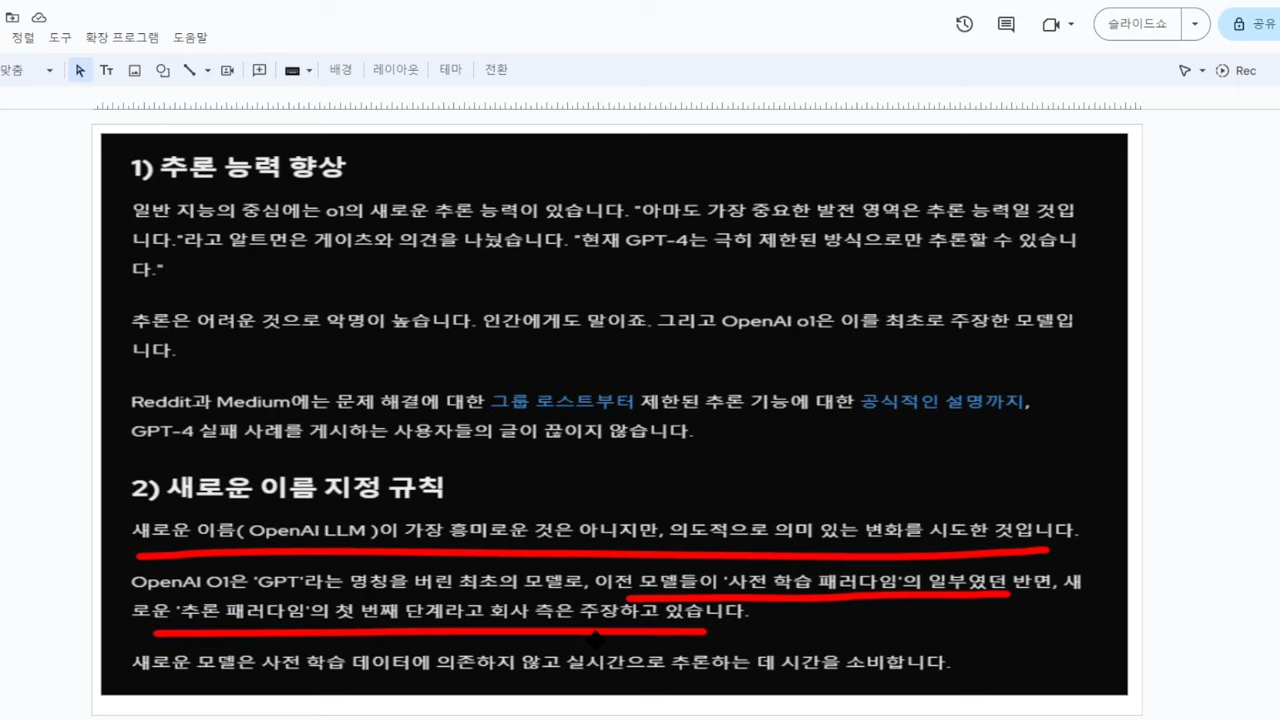 정렬 도구 확장 프로그램 도움말
슬라이드쇼
공유
맞춤
배경 레이아웃 테마 전환
Rec
1) 추론 능력 향상
일반 지능의 중심에는 o1의 새로운 추론 능력이 있습니다. "아마도 가장 중요한 발전 영역은 추론 능력일 것입
니다."라고 알트먼은 게이츠와 의견을 나눴습니다. "현재 GPT-4는 극히 제한된 방식으로만 추론할 수 있습니
다."
추론은 어려운 것으로 악명이 높습니다. 인간에게도 말이죠. 그리고 OpenAI o1은 이를 최초로 주장한 모델입
니다.
Reddit과 Medium에는 문제 해결에 대한 그룹 로스트부터 제한된 추론 기능에 대한 공식적인 설명까지,
GPT-4 실패 사례를 게시하는 사용자들의 글이 끊이지 않습니다.
2) 새로운 이름 지정 규칙
새로운 이름( OpenAI LLM )이 가장 흥미로운 것은 아니지만, 의도적으로 의미 있는 변화를 시도한 것입니다.
OpenAI O1은 'GPT'라는 명칭을 버린 최초의 모델로, 이전 모델들이 '사전 학습 패러다임'의 일부였던 반면, 새
로운 '추론 패러다임'의 첫 번째 단계라고 회사 측은 주장하고 있습니다.
새로운 모델은 사전 학습 데이터에 의존하지 않고 실시간으로 추론하는 데 시간을 소비합니다.